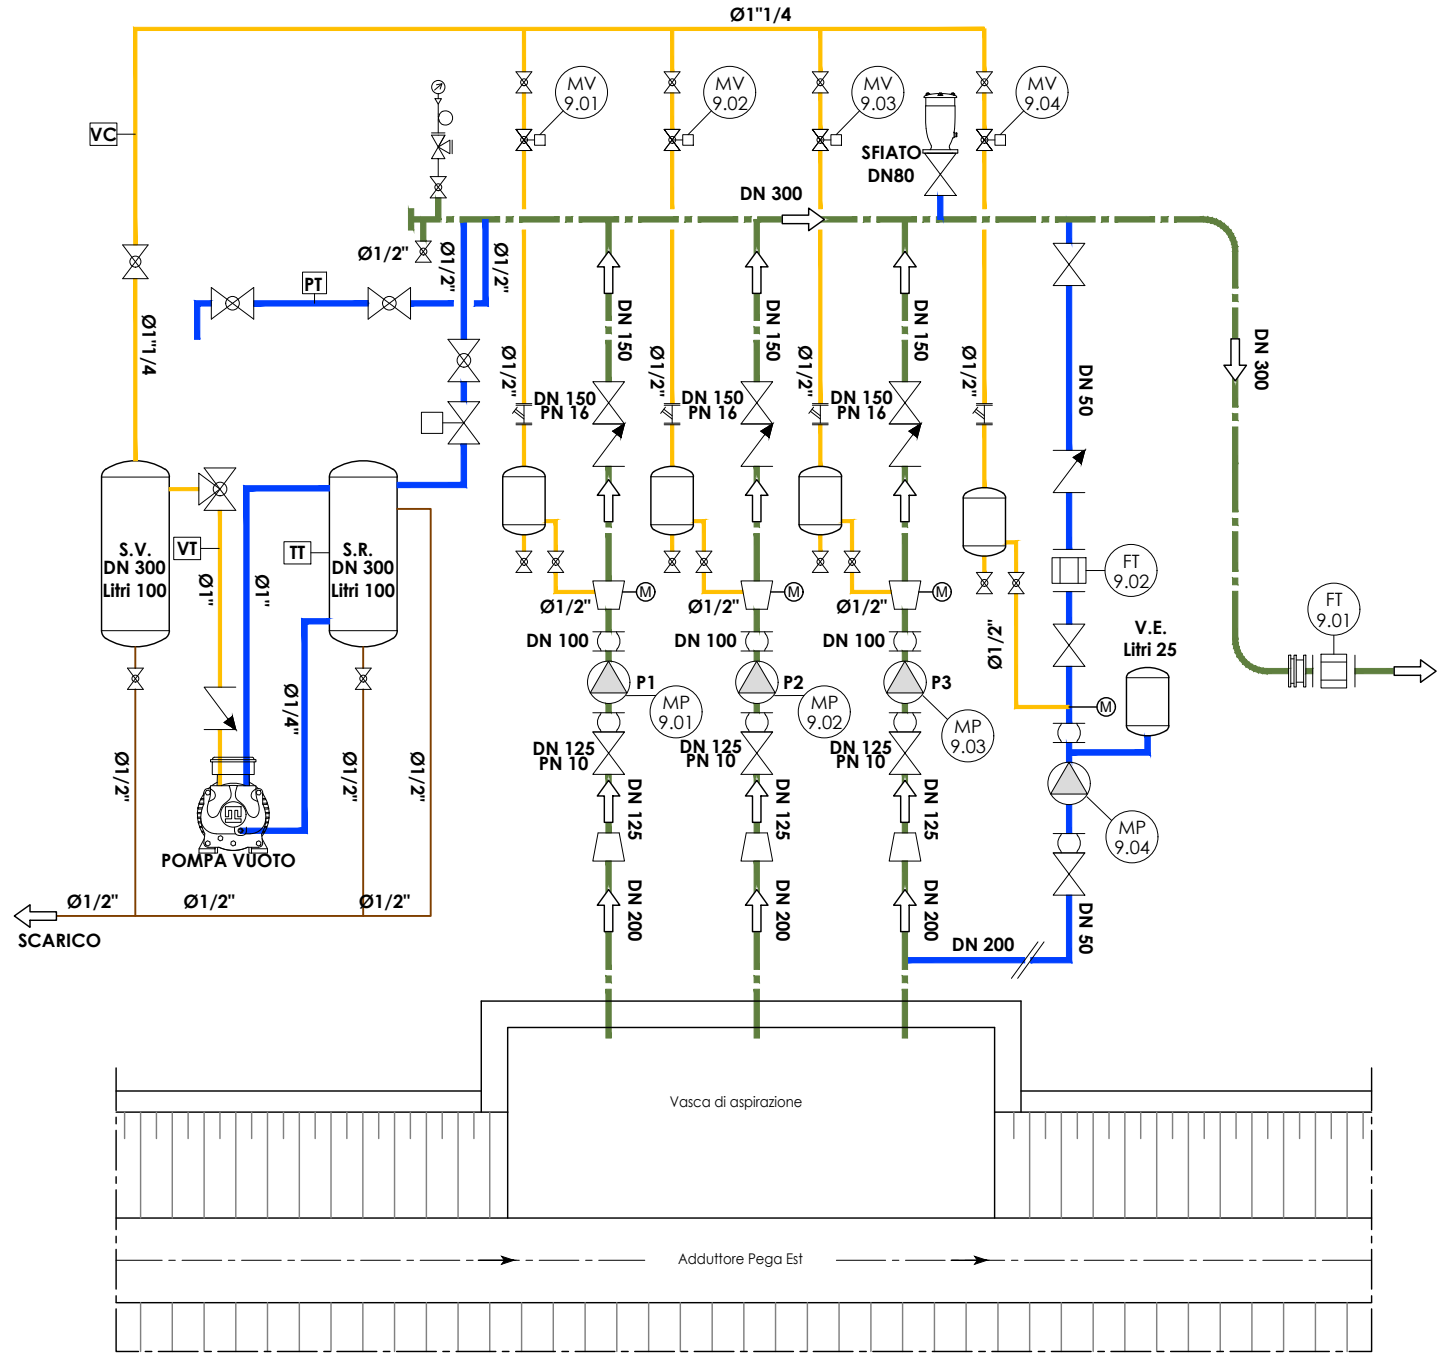 Ø1"1/4
MV
9.01
MV
9.02
MV
9.03
MV
9.04
VC
SFIATO
DN80
DN 300
Ø1/2"
Ø1/2"
Ø1/2"
PT
Ø1"1/4
DN 150
DN 150
DN 150
DN 50
DN 300
Ø1/2"
Ø1/2"
Ø1/2"
Ø1/2"
DN 150
PN 16
DN 150
PN 16
DN 150
PN 16
S.V.
DN 300
Litri 100
VT
TT
S.R.
DN 300
Litri 100
Ø1"
Ø1"
FT
9.02
M
M
M
Ø1/2"
Ø1/2"
Ø1/2"
FT
9.01
V.E.
Litri 25
DN 100
DN 100
DN 100
Ø1/2"
P1
P2
P3
MP
9.01
MP
9.02
MP
9.03
M
Ø1/4"
Ø1/2"
Ø1/2"
Ø1/2"
DN 125
PN 10
DN 125
PN 10
DN 125
PN 10
DN 125
DN 125
DN 125
MP
9.04
POMPA VUOTO
Ø1/2"
Ø1/2"
Ø1/2"
SCARICO
DN 200
DN 200
DN 200
DN 200
DN 50
Vasca di aspirazione
Adduttore Pega Est